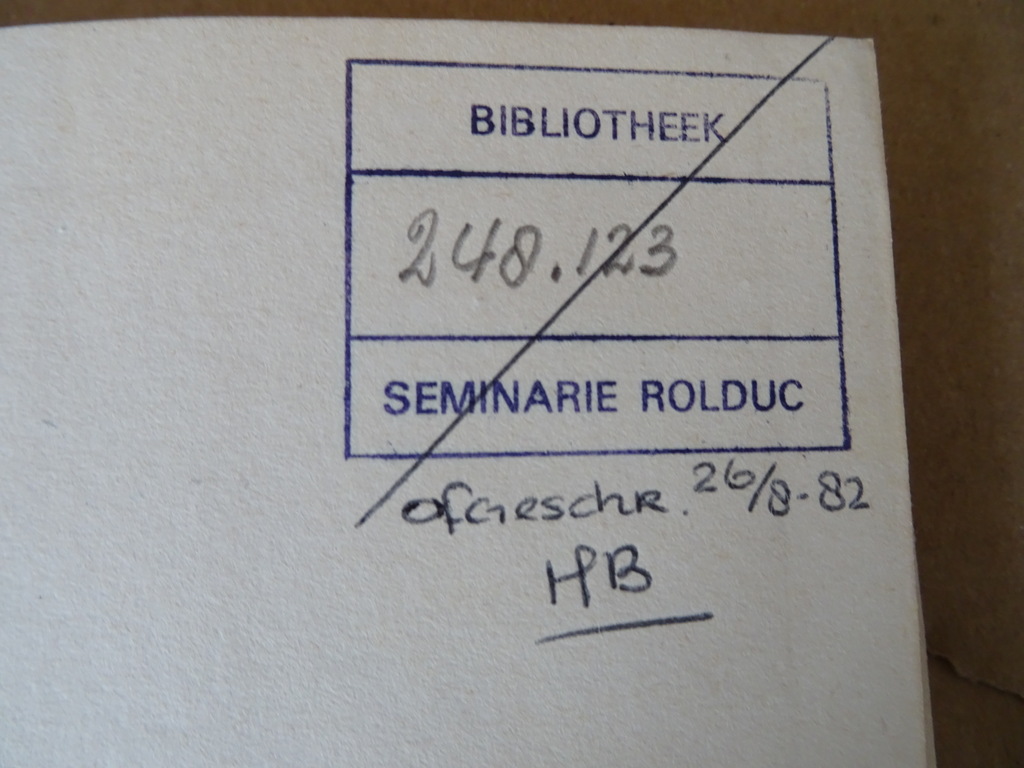 BIBLIOTHEEK
248.123
SEMINARIE ROLDUC
afgeschr. 26/8-82
HB